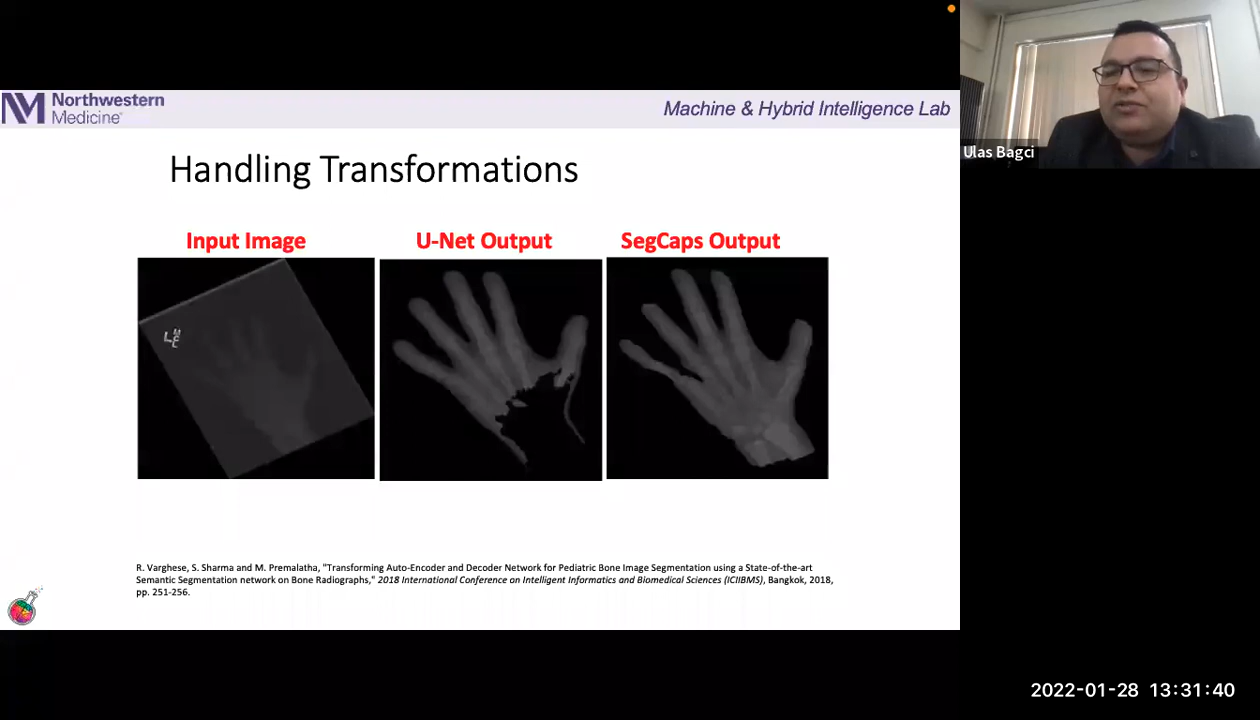 Northwestern
Medicine®
Machine & Hybrid Intelligence Lab
Ulas Bagci
Handling Transformations
Input Image
U-Net Output
SegCaps Output
R. Varghese, S. Sharma and M. Premalatha, "Transforming Auto-Encoder and Decoder Network for Pediatric Bone Image Segmentation using a State-of-the-art
Semantic Segmentation network on Bone Radiographs," 2018 International Conference on Intelligent Informatics and Biomedical Sciences (ICIIBMS), Bangkok, 2018,
pp. 251-256.
2022-01-28 13:31:40